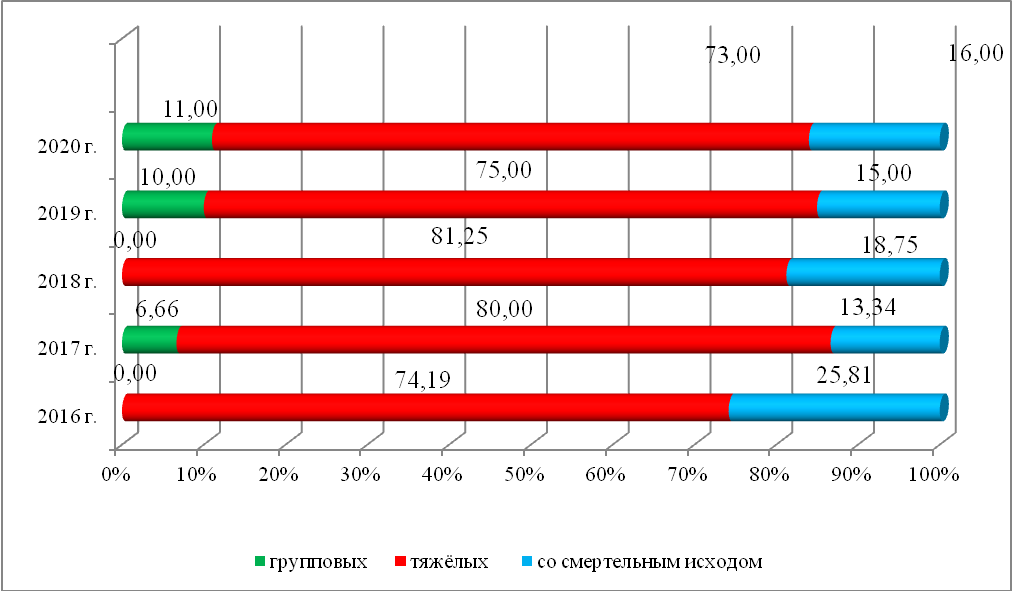 73,00 16,00
11,00
2020 г.
75,00 15,00
10,00
2019 г.
0,00 81,25 18,75
2018 г.
6,66 80,00 13,34
2017 г.
0,00 74,19 25,81
2016 г.
0% 10% 20% 30% 40% 50% 60% 70% 80% 90% 100%
групповых тяжёлых со смертельным исходом